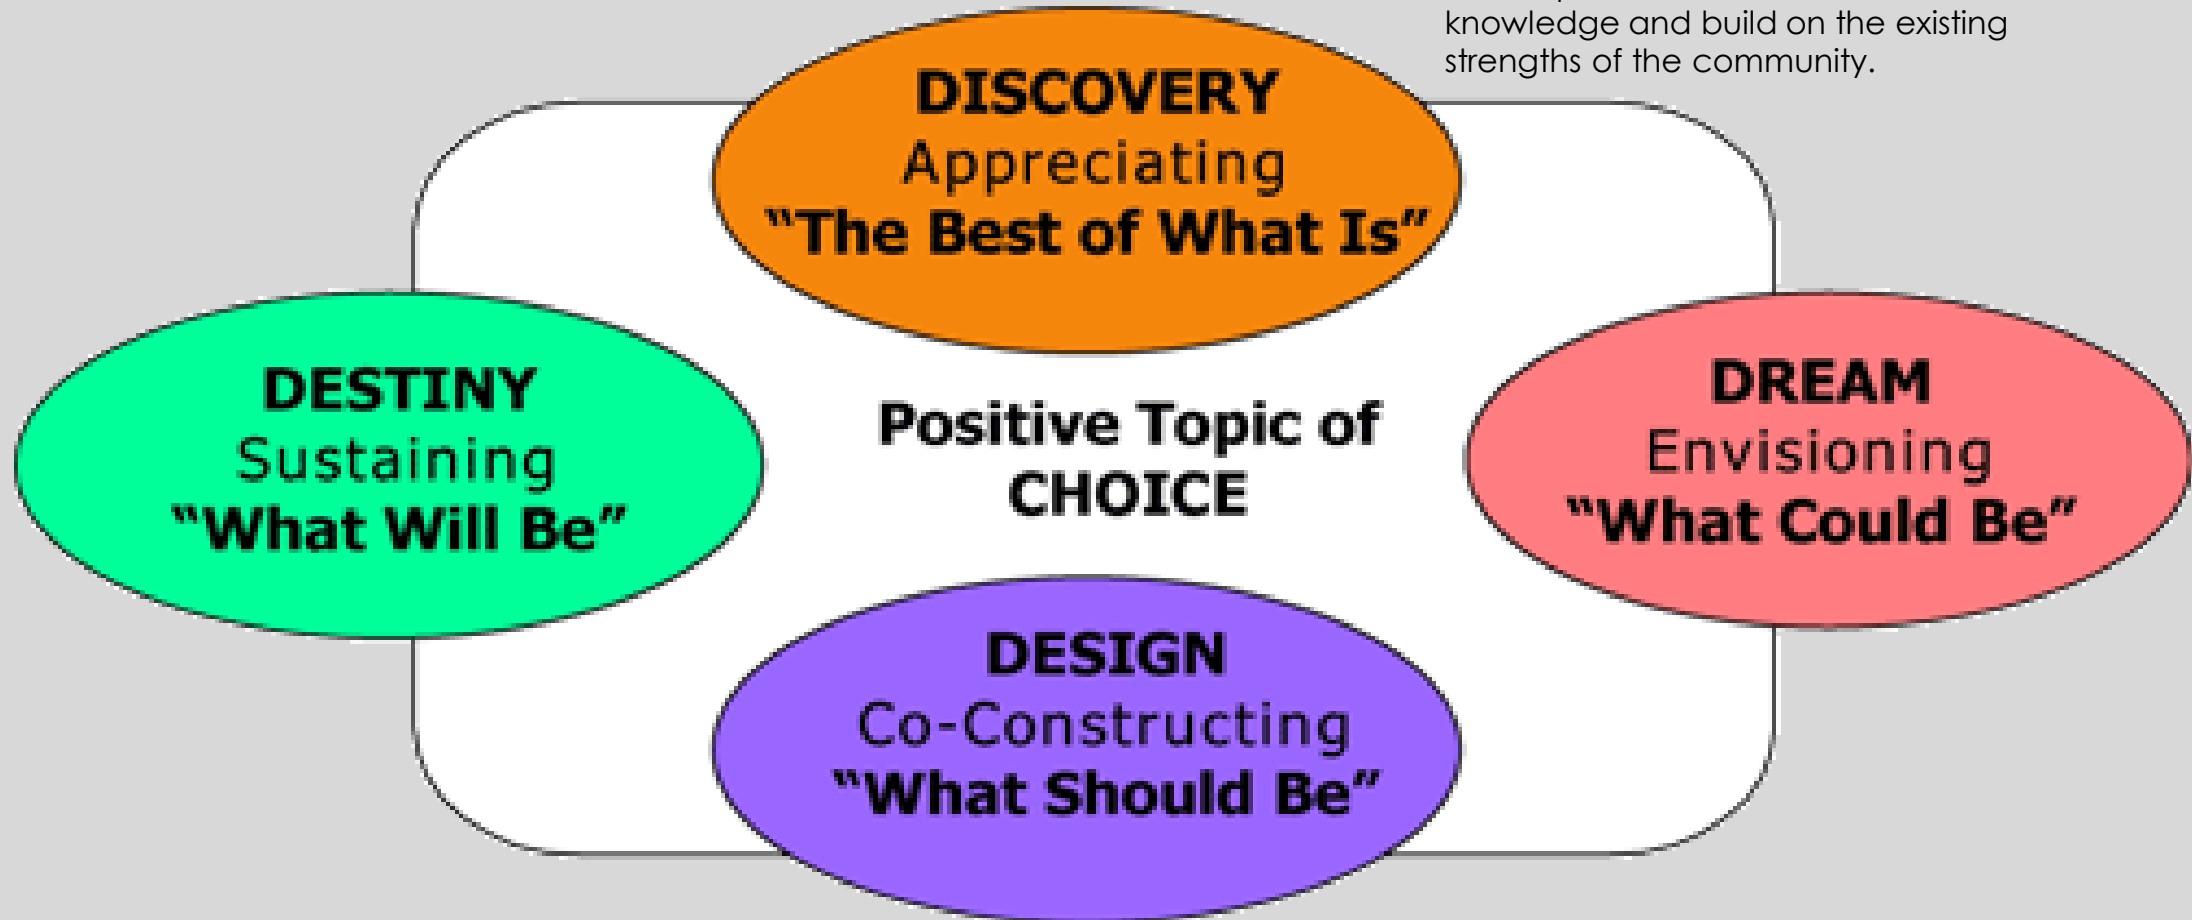 knowledge and build on the existing
strengths of the community.
DISCOVERY
Appreciating
“The Best of What Is”
DESTINY
Sustaining
“What Will Be”
Positive Topic of
CHOICE
DREAM
Envisioning
“What Could Be”
DESIGN
Co-Constructing
“What Should Be”